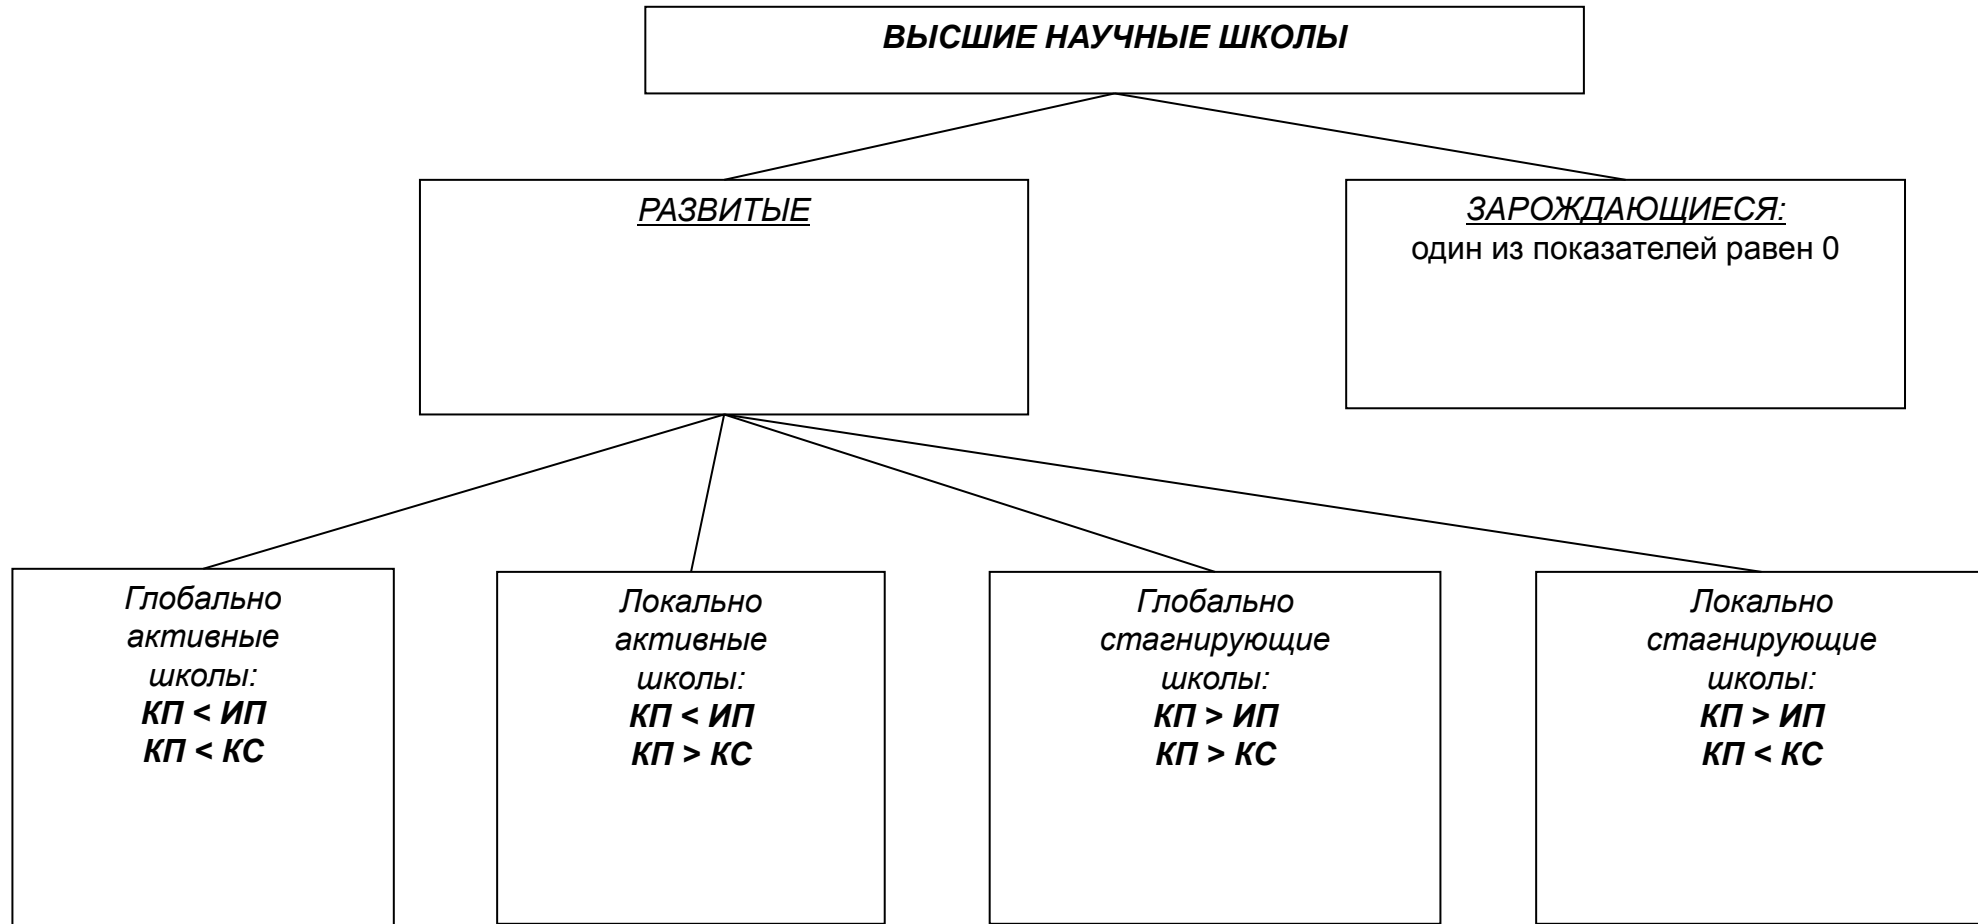 ВЫСШИЕ НАУЧНЫЕ ШКОЛЫ
РАЗВИТЫЕ
ЗАРОЖДАЮЩИЕСЯ:
один из показателей равен 0
Глобально
активные
школы:
КП < ИП
КП < КС
Локально
активные
школы:
КП < ИП
КП > КС
Глобально
стагнирующие
школы:
КП > ИП
КП > КС
Локально
стагнирующие
школы:
КП > ИП
КП < КС